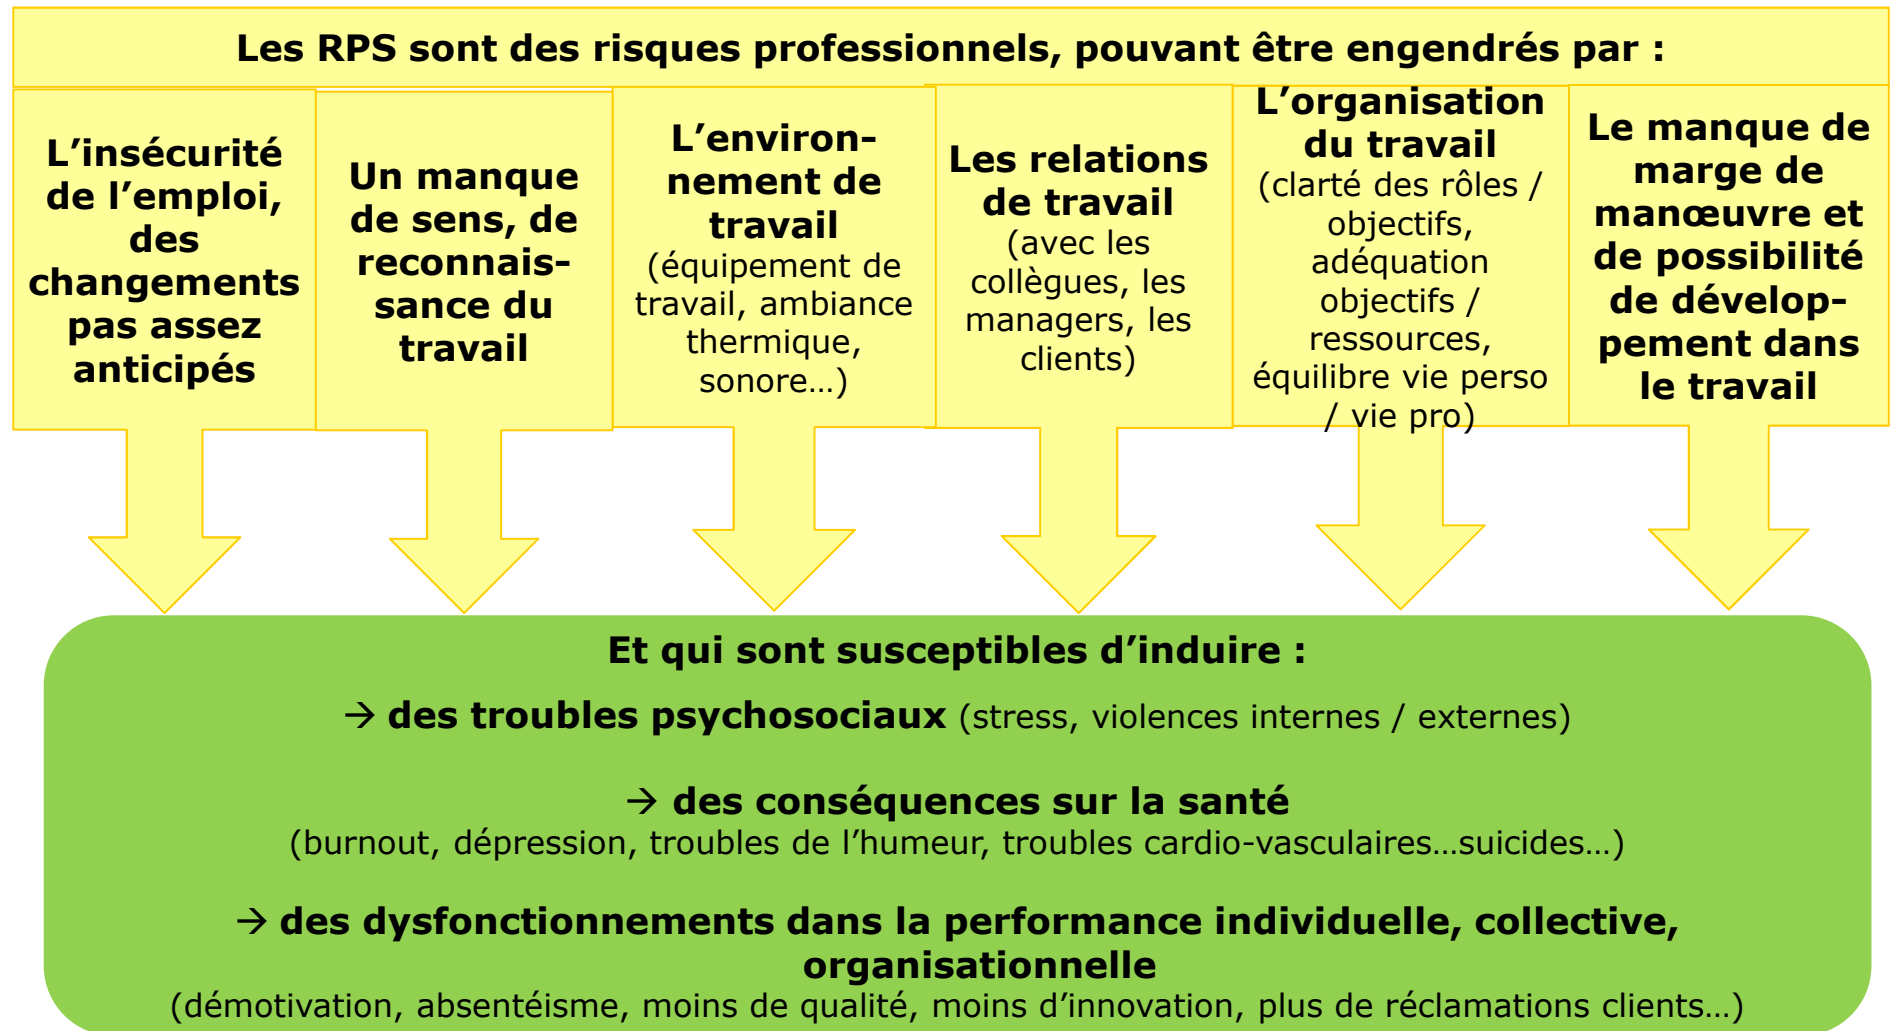 Les RPS sont des risques professionnels, pouvant être engendrés par :
L’insécurité
de l’emploi,
des
changements
pas assez
anticipés
Un manque
de sens, de
reconnais-
sance du
travail
L’environ-
nement de
travail
(équipement de
travail, ambiance
thermique,
sonore…)
Les relations
de travail
(avec les
collègues, les
managers, les
clients)
L’organisation
du travail
(clarté des rôles /
objectifs,
adéquation
objectifs /
ressources,
équilibre vie perso
/ vie pro)
Le manque de
marge de
manœuvre et
de possibilité
de dévelop-
pement dans
le travail
Et qui sont susceptibles d’induire :
→ des troubles psychosociaux (stress, violences internes / externes)
→ des conséquences sur la santé
(burnout, dépression, troubles de l’humeur, troubles cardio-vasculaires…suicides…)
→ des dysfonctionnements dans la performance individuelle, collective,
organisationnelle
(démotivation, absentéisme, moins de qualité, moins d’innovation, plus de réclamations clients…)